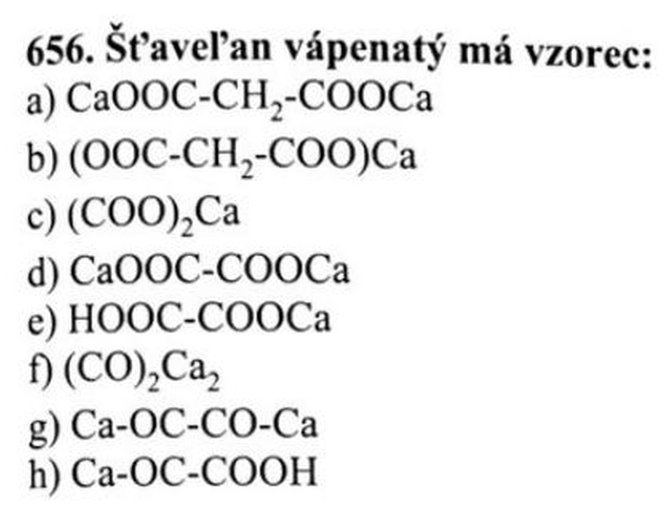 656. Šťaveľan vápenatý má vzorec:
a) CaOOC-CH₂-COOCa
b) (OOC-CH₂-COO)Ca
c) (COO)₂Ca
d) CaOOC-COOCa
e) HOOC-COOCa
f) (CO)₂Ca₂
g) Ca-OC-CO-Ca
h) Ca-OC-COOH